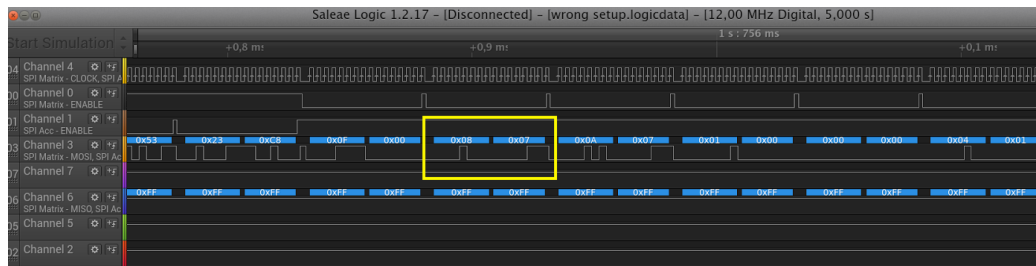 Saleae Logic 1.2.17 - [Disconnected] - [wrong setup.logicdata] - [12,00 MHz Digital, 5,000 s]
Start Simulation
1 s : 756 ms
+0,8 ms +0,9 ms +0,1 ms
04 Channel 4
SPI Matrix - CLOCK, SPI A
00 Channel 0
SPI Matrix - ENABLE
01 Channel 1
SPI Acc - ENABLE
03 Channel 3
SPI Matrix - MOSI, SPI Ac
0x53 0x23 0xC8 0x0F 0x00 0x08 0x07 0x0A 0x07 0x01 0x00 0x00 0x00 0x04 0x01
07 Channel 7
06 Channel 6
SPI Matrix - MISO, SPI Ac
0xFF 0xFF 0xFF 0xFF 0xFF 0xFF 0xFF 0xFF 0xFF 0xFF 0xFF 0xFF 0xFF 0xFF 0xFF
05 Channel 5
02 Channel 2